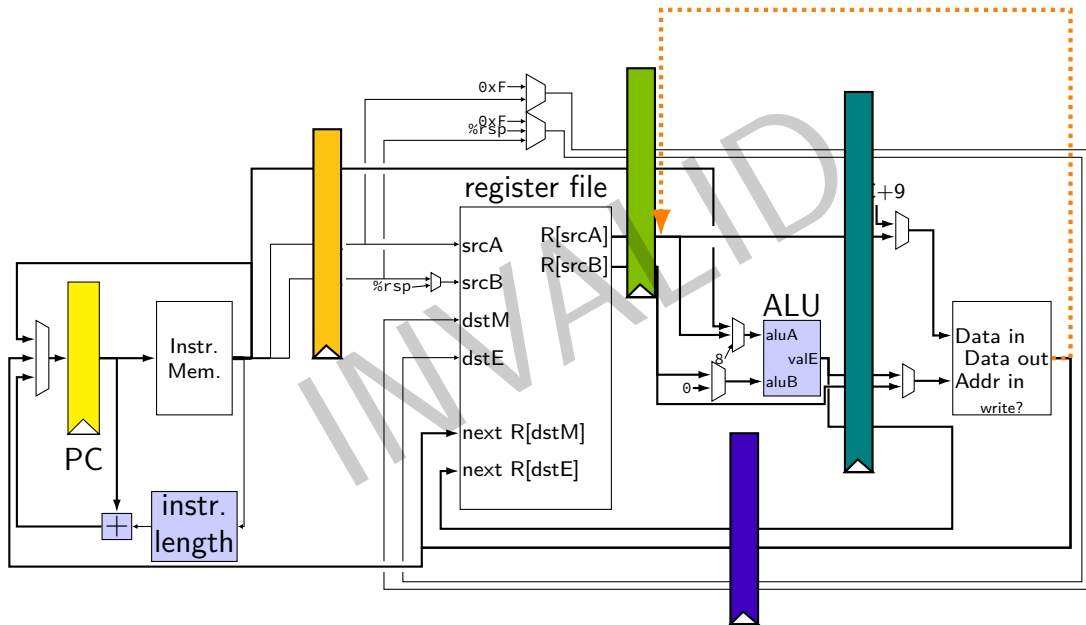 0xF
0xF
%rsp
register file
srcA
R[srcA]
R[srcB]
%rsp
srcB
dstM
dstE
next R[dstM]
next R[dstE]
PC
Instr.
Mem.
instr.
length
+
ALU
aluA
valE
aluB
8
0
+9
Data in
Data out
Addr in
write?
INVALID